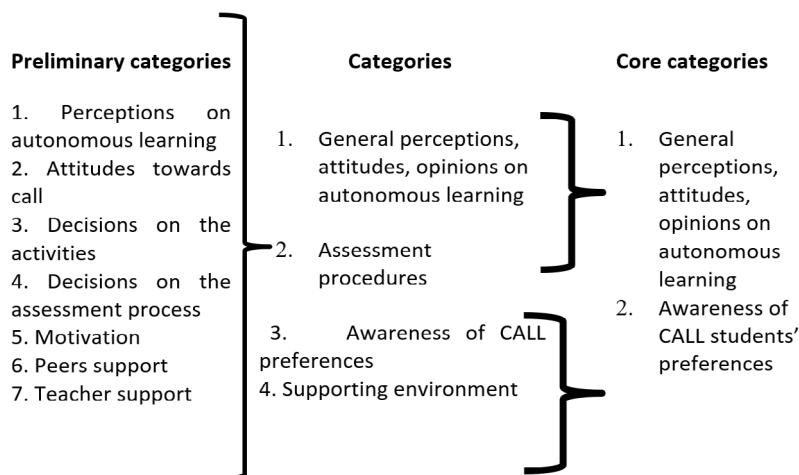 Preliminary categories
1. Perceptions on
autonomous learning
2. Attitudes towards
call
3. Decisions on the
activities
4. Decisions on the
assessment process
5. Motivation
6. Peers support
7. Teacher support
Categories
1. General perceptions,
attitudes, opinions on
autonomous learning
2. Assessment
procedures
3. Awareness of CALL
preferences
4. Supporting environment
Core categories
1. General
perceptions,
attitudes,
opinions on
autonomous
learning
2. Awareness of
CALL students’
preferences